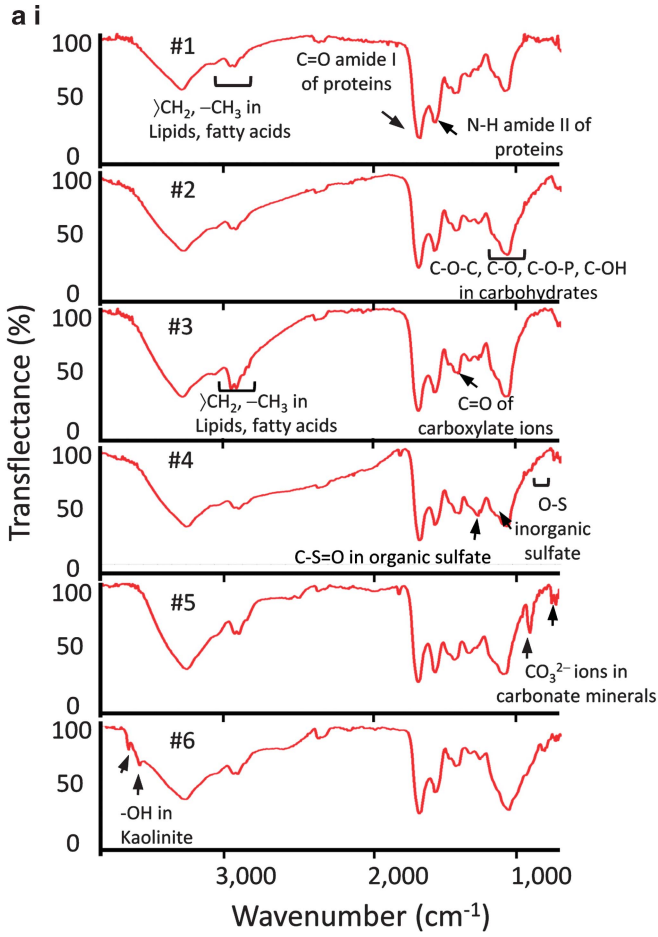 a i
100
#1
C=O amide I
of proteins
50
〉CH₂, –CH₃ in
Lipids, fatty acids
N-H amide II of
proteins
0
100
#2
50
C-O-C, C-O, C-O-P, C-OH
in carbohydrates
0
100
#3
50
〉CH₂, –CH₃ in
Lipids, fatty acids
C=O of
carboxylate ions
0
100
#4
50
O-S
inorganic
sulfate
C-S=O in organic sulfate
0
100
#5
50
CO₃²⁻ ions in
carbonate minerals
0
100
#6
50
-OH in
Kaolinite
0
Transflectance (%)
3,000
2,000
1,000
Wavenumber (cm⁻¹)